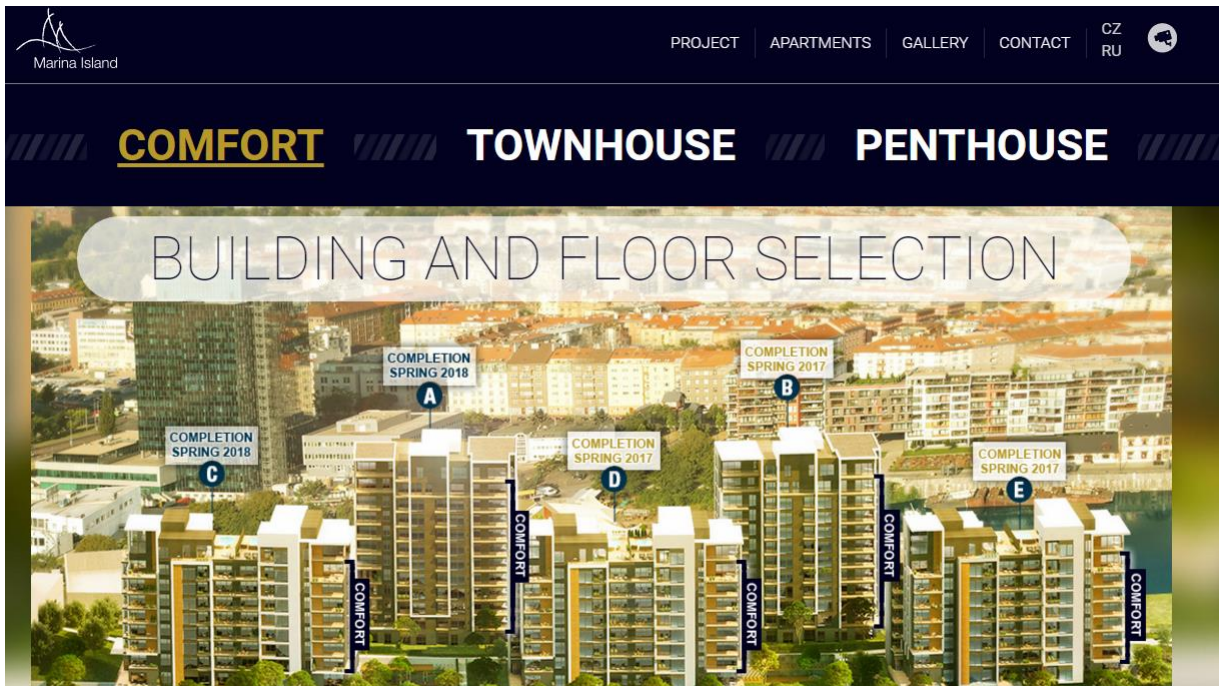 Marina Island
PROJECT
APARTMENTS
GALLERY
CONTACT
CZ
RU
COMFORT
TOWNHOUSE
PENTHOUSE
BUILDING AND FLOOR SELECTION
COMPLETION
SPRING 2018
A
COMPLETION
SPRING 2017
B
COMPLETION
SPRING 2018
C
COMPLETION
SPRING 2017
D
COMPLETION
SPRING 2017
E
COMFORT
COMFORT
COMFORT
COMFORT
COMFORT